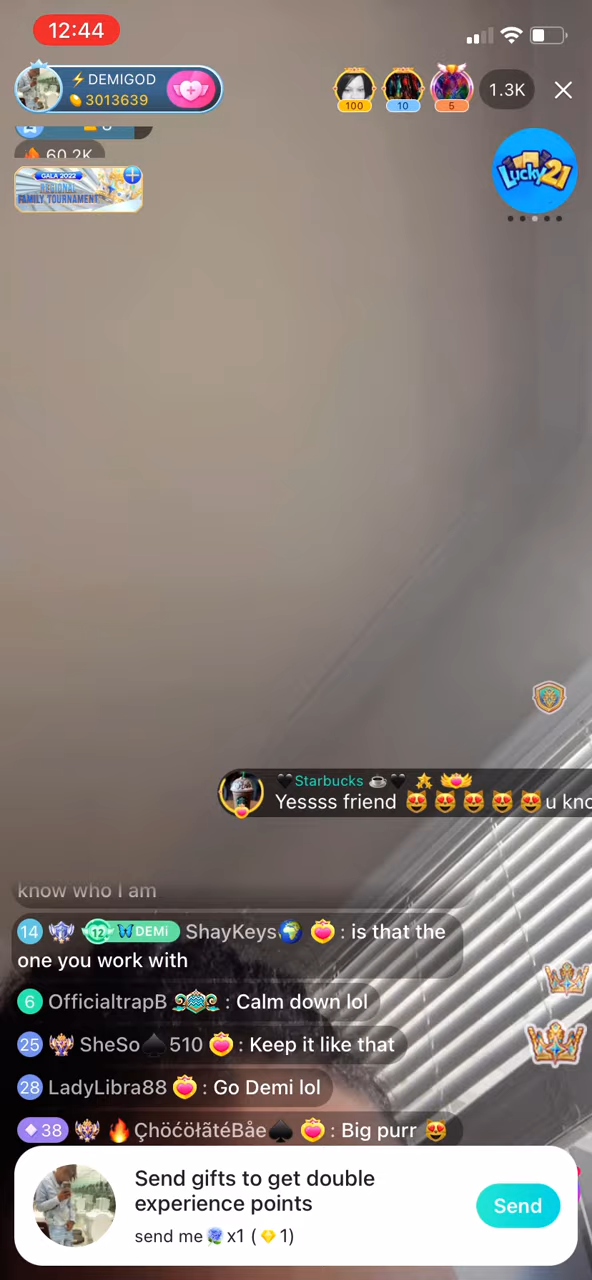 12:44
⚡DEMIGOD
3013639
100
10
5
1.3K
60.2K
GALA 2022
REGIONAL
FAMILY TOURNAMENT
Lucky21
🖤Starbucks ☕🖤
Yessss friend 😻😻😻😻😻u kno
know who I am
14 12 🦋DEMi ShayKeys🌍 : is that the
one you work with
6 OfficialtrapB : Calm down lol
25 SheSo♠️510 : Keep it like that
28 LadyLibra88 : Go Demi lol
38 🔥ÇhöćöłãtéBåe♠️ : Big purr 😻
Send gifts to get double
experience points
send me x1 ( 1)
Send